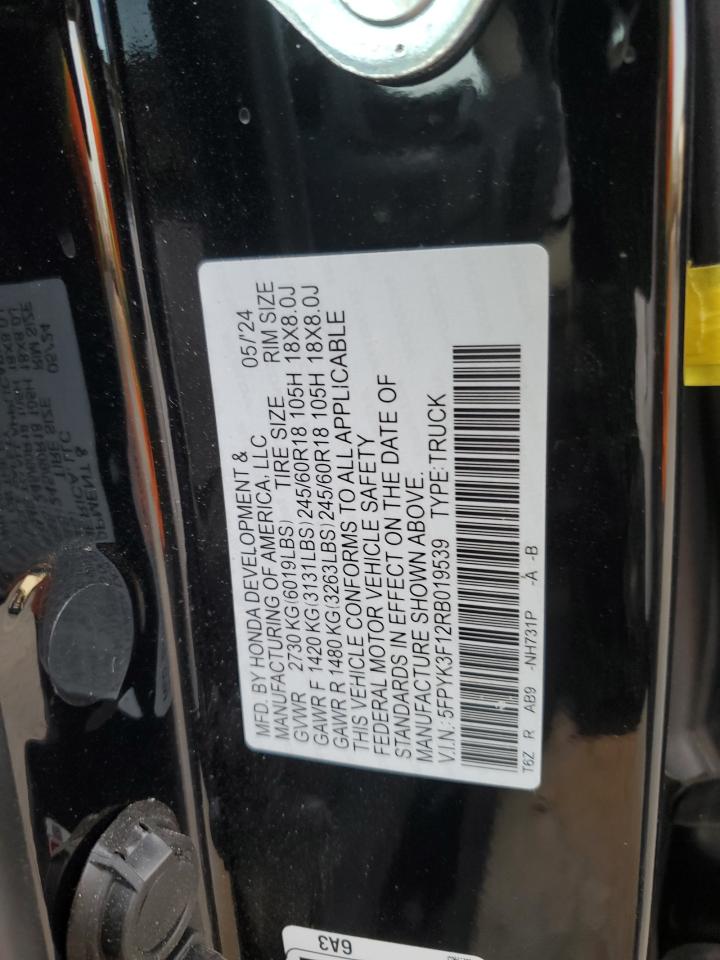 MFD. BY HONDA DEVELOPMENT &
MANUFACTURING OF AMERICA, LLC 05/'24
GVWR 2730 KG(6019LBS) TIRE SIZE RIM SIZE
GAWR F 1420 KG(3131LBS)245/60R18 105H 18X8.0J
GAWR R 1480 KG(3263LBS)245/60R18 105H 18X8.0J
THIS VEHICLE CONFORMS TO ALL APPLICABLE
FEDERAL MOTOR VEHICLE SAFETY
STANDARDS IN EFFECT ON THE DATE OF
MANUFACTURE SHOWN ABOVE.
V.I.N.:5FPYK3F12RB019539 TYPE:TRUCK
T6Z R AB9 -NH731P -A -B
6A3